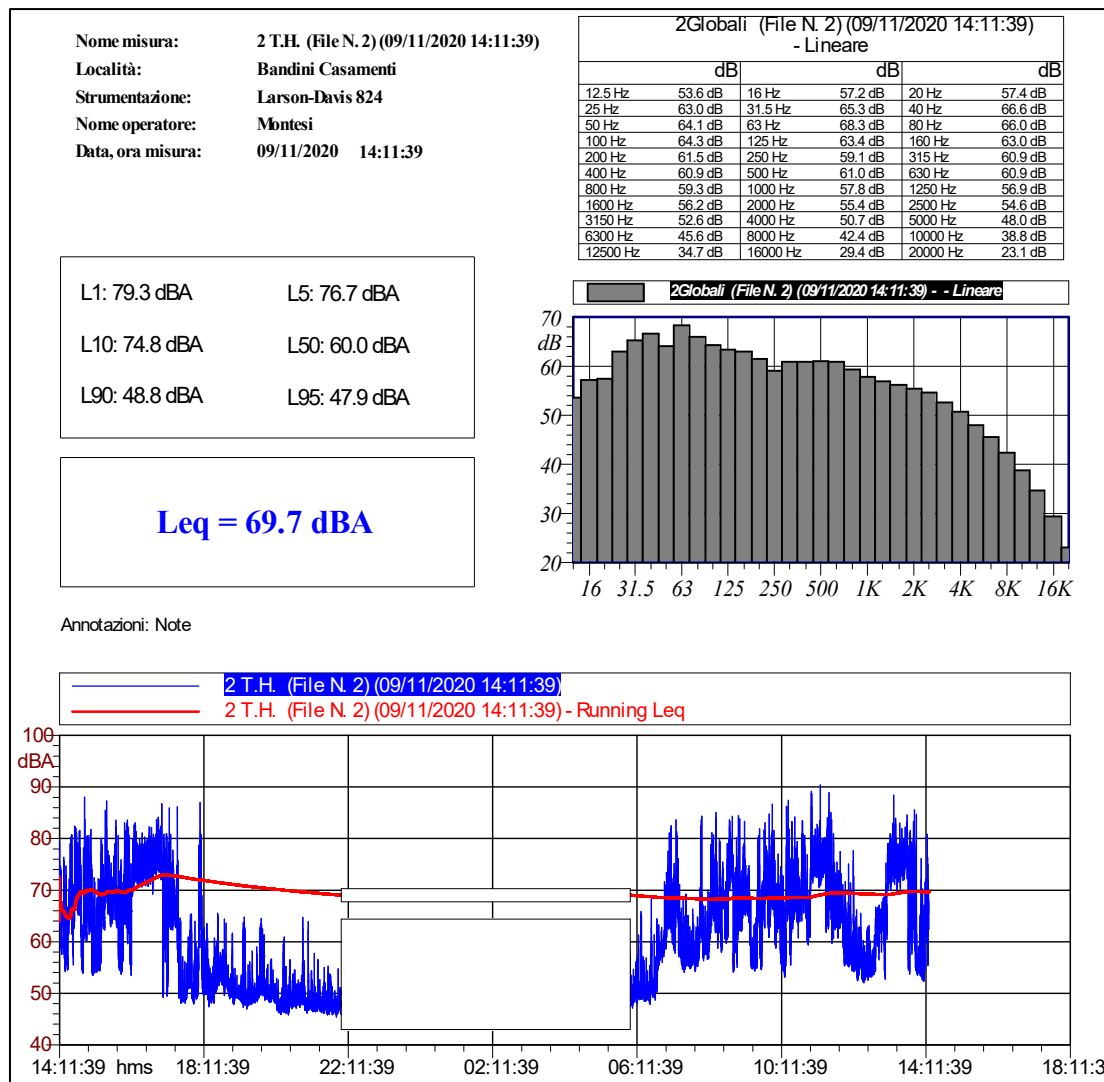 Nome misura: 2 T.H. (File N. 2) (09/11/2020 14:11:39)
Località: Bandini Casamenti
Strumentazione: Larson-Davis 824
Nome operatore: Montesi
Data, ora misura: 09/11/2020 14:11:39
2Globali (File N. 2) (09/11/2020 14:11:39)
- Lineare
dB dB dB
12.5 Hz 53.6 dB 16 Hz 57.2 dB 20 Hz 57.4 dB
25 Hz 63.0 dB 31.5 Hz 65.3 dB 40 Hz 66.6 dB
50 Hz 64.1 dB 63 Hz 68.3 dB 80 Hz 66.0 dB
100 Hz 64.3 dB 125 Hz 63.4 dB 160 Hz 63.0 dB
200 Hz 61.5 dB 250 Hz 59.1 dB 315 Hz 60.9 dB
400 Hz 60.9 dB 500 Hz 61.0 dB 630 Hz 60.9 dB
800 Hz 59.3 dB 1000 Hz 57.8 dB 1250 Hz 56.9 dB
1600 Hz 56.2 dB 2000 Hz 55.4 dB 2500 Hz 54.6 dB
3150 Hz 52.6 dB 4000 Hz 50.7 dB 5000 Hz 48.0 dB
6300 Hz 45.6 dB 8000 Hz 42.4 dB 10000 Hz 38.8 dB
12500 Hz 34.7 dB 16000 Hz 29.4 dB 20000 Hz 23.1 dB
L1: 79.3 dBA L5: 76.7 dBA
L10: 74.8 dBA L50: 60.0 dBA
L90: 48.8 dBA L95: 47.9 dBA
Leq = 69.7 dBA
2Globali (File N. 2) (09/11/2020 14:11:39) - - Lineare
70
dB
60
50
40
30
20
16 31.5 63 125 250 500 1K 2K 4K 8K 16K
Annotazioni: Note
2 T.H. (File N. 2) (09/11/2020 14:11:39)
2 T.H. (File N. 2) (09/11/2020 14:11:39) - Running Leq
100
dBA
90
80
70
60
50
40
14:11:39 hms 18:11:39 22:11:39 02:11:39 06:11:39 10:11:39 14:11:39 18:11:3